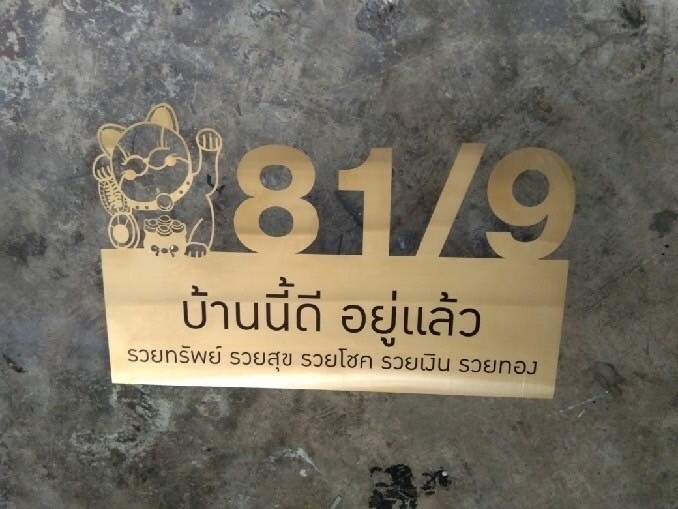 81/9
บ้านนี้ดี อยู่แล้ว
รวยทรัพย์ รวยสุข รวยโชค รวยเงิน รวยทอง